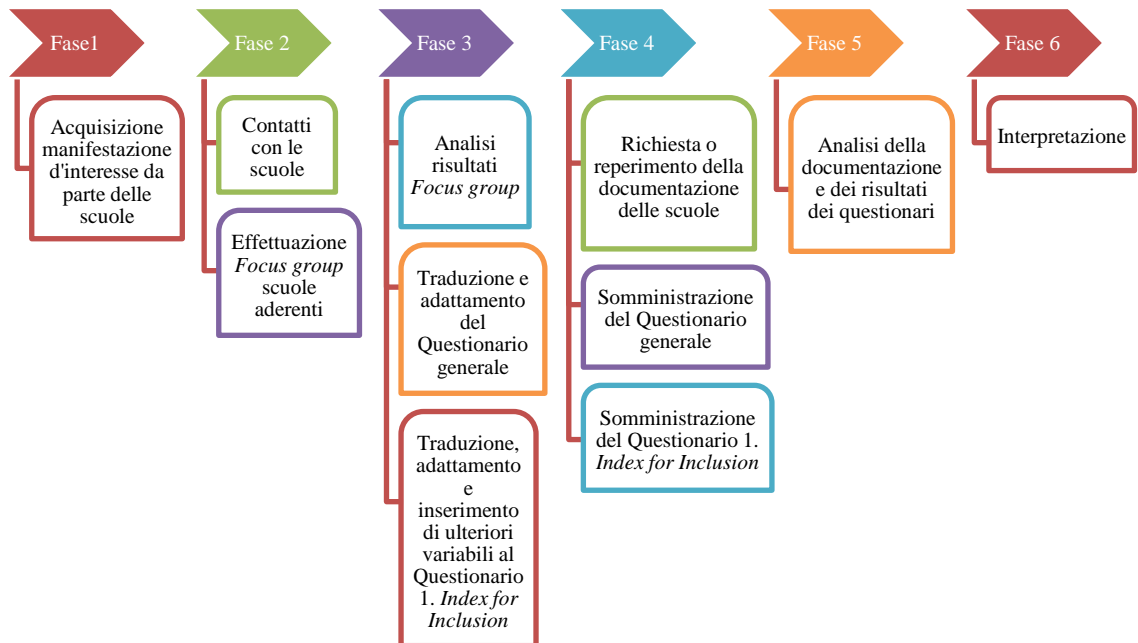 Fase1
Acquisizione
manifestazione
d'interesse da
parte delle
scuole
Fase 2
Contatti
con le
scuole
Effettuazione
Focus group
scuole
aderenti
Fase 3
Analisi
risultati
Focus group
Traduzione e
adattamento
del
Questionario
generale
Traduzione,
adattamento
e
inserimento
di ulteriori
variabili al
Questionario
1. Index for
Inclusion
Fase 4
Richiesta o
reperimento della
documentazione
delle scuole
Somministrazione
del Questionario
generale
Somministrazione
del Questionario 1.
Index for Inclusion
Fase 5
Analisi della
documentazione
e dei risultati
dei questionari
Fase 6
Interpretazione